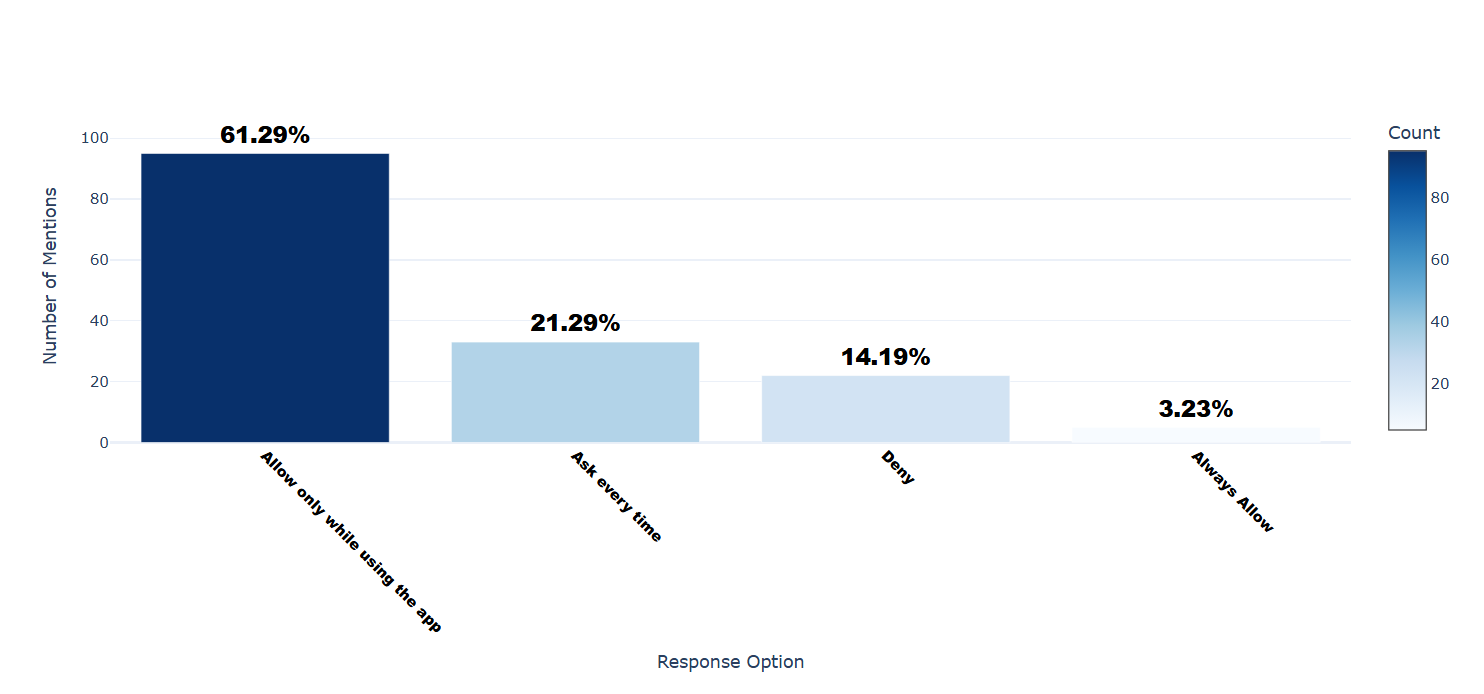 Number of Mentions
100
80
60
40
20
0
61.29%
21.29%
14.19%
3.23%
Allow only while using the app
Ask every time
Deny
Always Allow
Response Option
Count
80
60
40
20